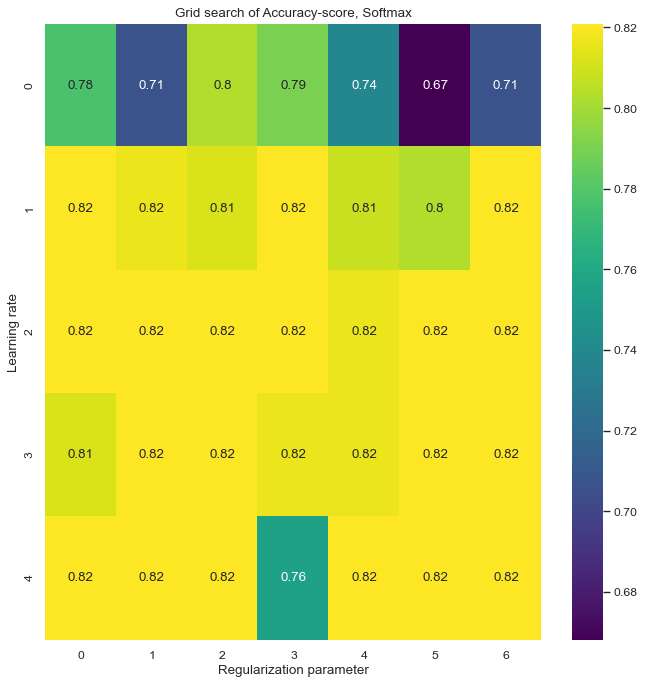 Grid search of Accuracy-score, Softmax
0 0.78 0.71 0.8 0.79 0.74 0.67 0.71
1 0.82 0.82 0.81 0.82 0.81 0.8 0.82
2 0.82 0.82 0.82 0.82 0.82 0.82 0.82
3 0.81 0.82 0.82 0.82 0.82 0.82 0.82
4 0.82 0.82 0.82 0.76 0.82 0.82 0.82
0 1 2 3 4 5 6
Learning rate
Regularization parameter
0.82
0.80
0.78
0.76
0.74
0.72
0.70
0.68